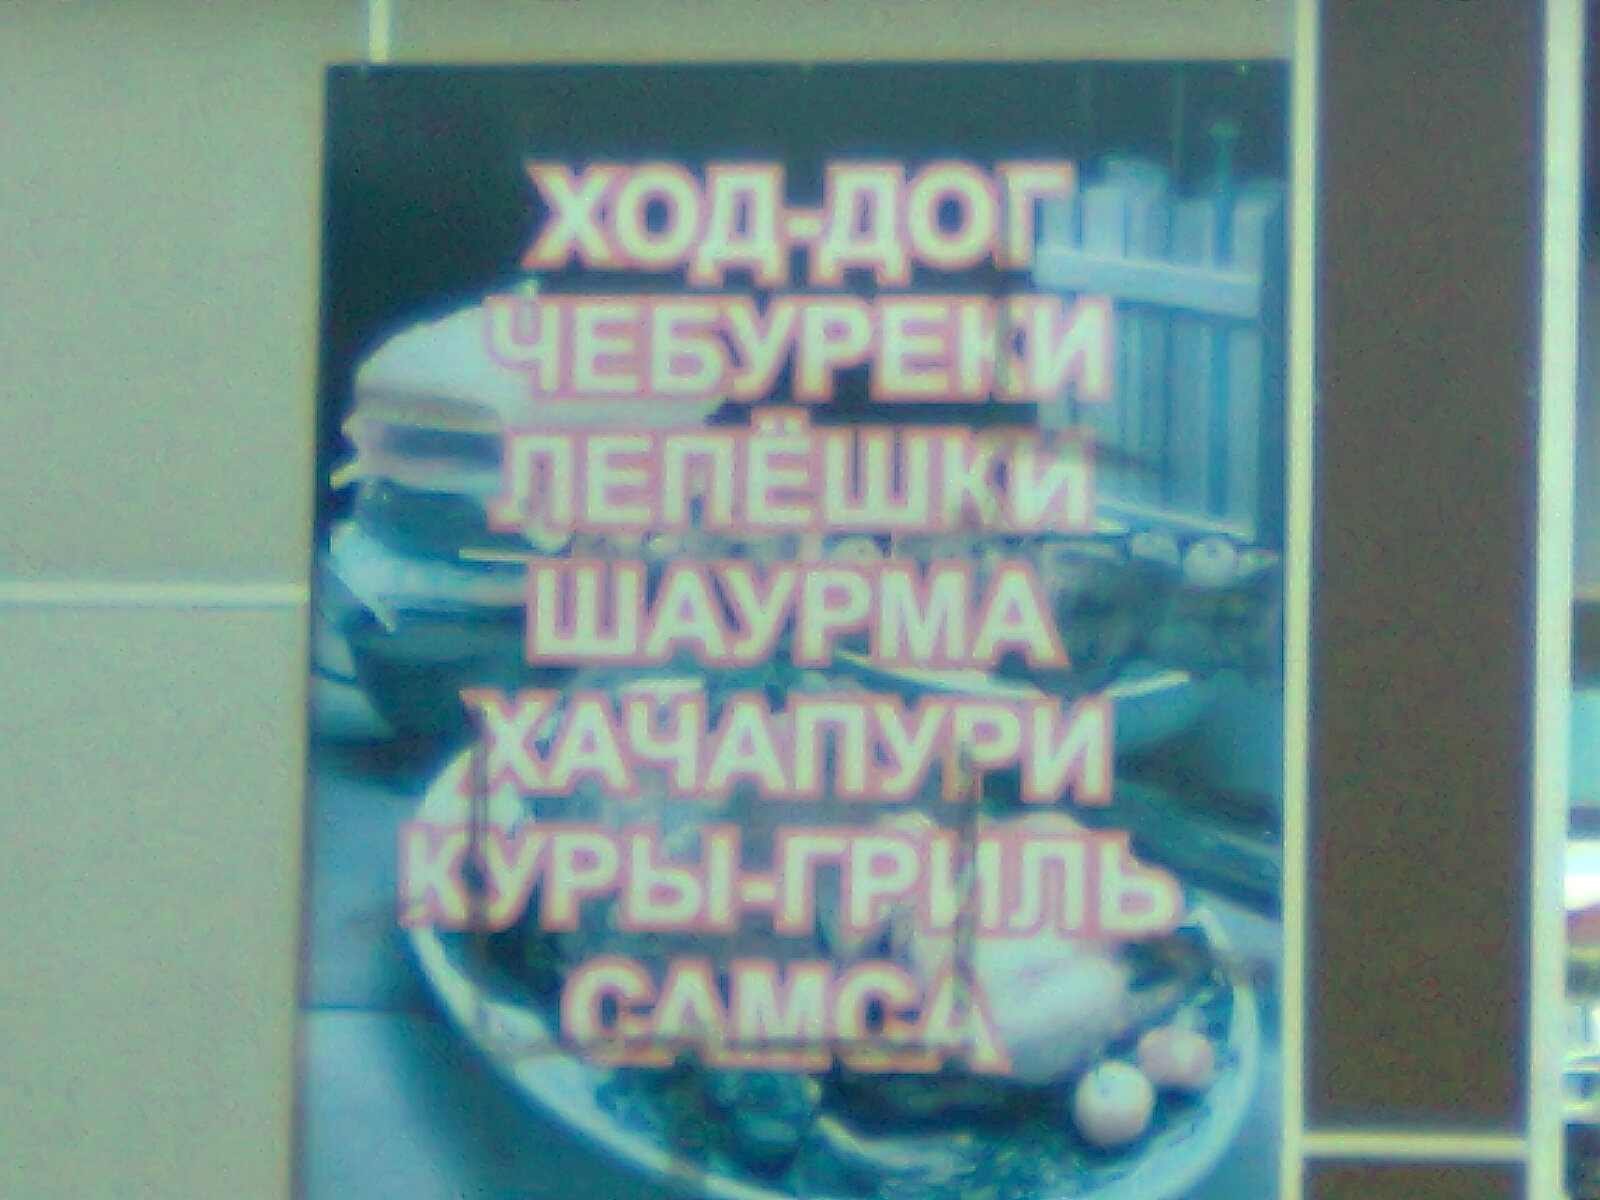 ХОД-ДОГ
ЧЕБУРЕКИ
ЛЕПЁШКИ
ШАУРМА
ХАЧАПУРИ
КУРЫ-ГРИЛЬ
САМСА